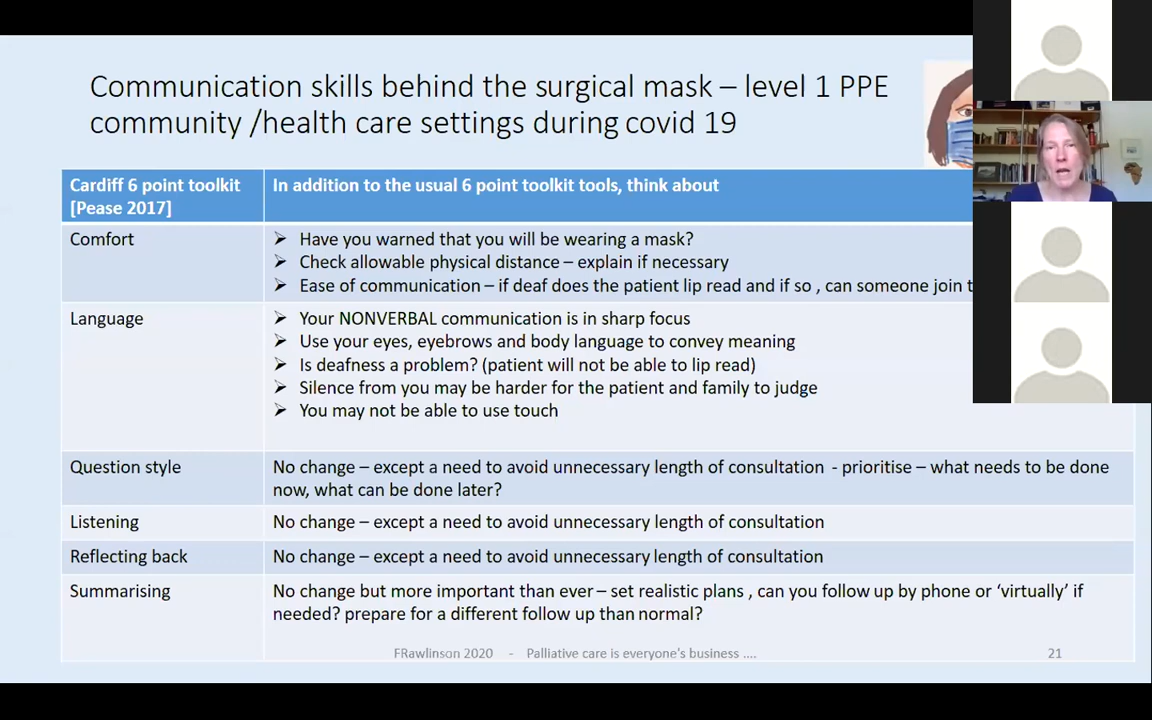 Communication skills behind the surgical mask – level 1 PPE
community /health care settings during covid 19
Cardiff 6 point toolkit
[Pease 2017]
In addition to the usual 6 point toolkit tools, think about
Comfort
➢ Have you warned that you will be wearing a mask?
➢ Check allowable physical distance – explain if necessary
➢ Ease of communication – if deaf does the patient lip read and if so , can someone join
Language
➢ Your NONVERBAL communication is in sharp focus
➢ Use your eyes, eyebrows and body language to convey meaning
➢ Is deafness a problem? (patient will not be able to lip read)
➢ Silence from you may be harder for the patient and family to judge
➢ You may not be able to use touch
Question style
No change – except a need to avoid unnecessary length of consultation - prioritise – what needs to be done
now, what can be done later?
Listening
No change – except a need to avoid unnecessary length of consultation
Reflecting back
No change – except a need to avoid unnecessary length of consultation
Summarising
No change but more important than ever – set realistic plans , can you follow up by phone or ‘virtually’ if
needed? prepare for a different follow up than normal?
FRawlinson 2020 - Palliative care is everyone's business ....
21